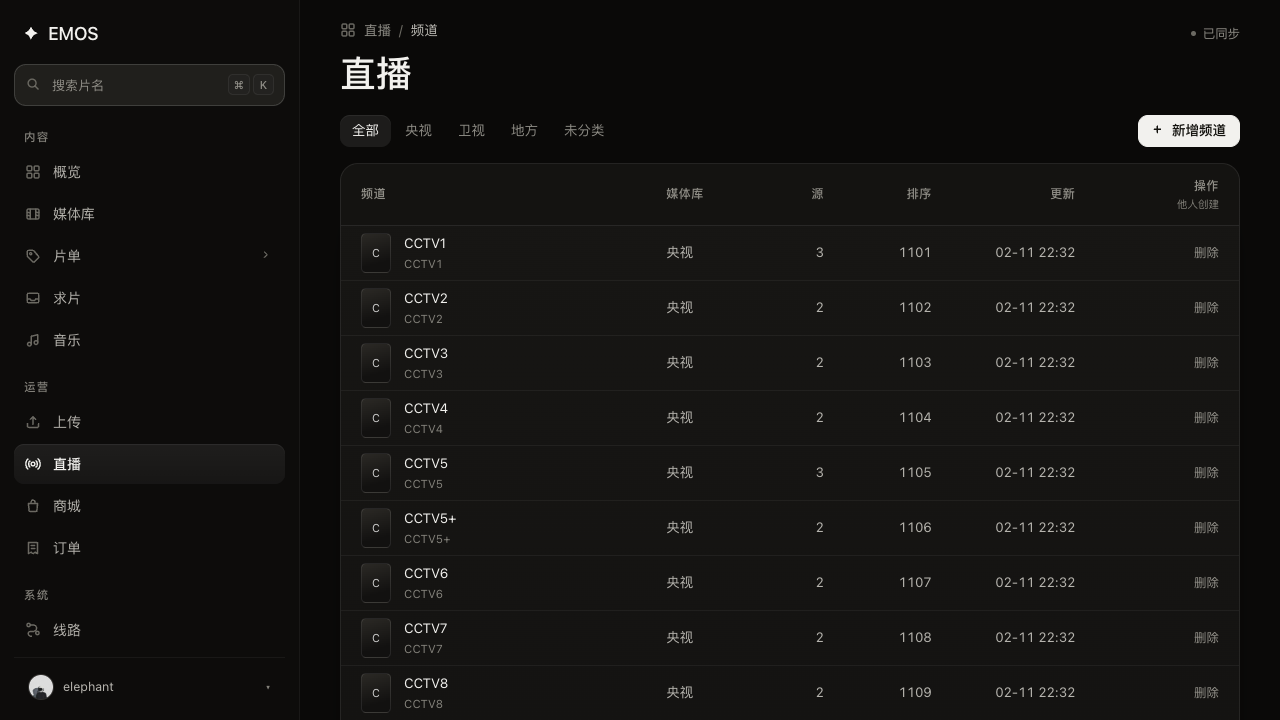 EMOS
搜索片名 ⌘ K
内容
概览
媒体库
片单
求片
音乐
运营
上传
直播
商城
订单
系统
线路
elephant
直播 / 频道
已同步
直播
全部 央视 卫视 地方 未分类
+ 新增频道
频道 媒体库 源 排序 更新 操作
他人创建
C CCTV1 央视 3 1101 02-11 22:32 删除
CCTV1
C CCTV2 央视 2 1102 02-11 22:32 删除
CCTV2
C CCTV3 央视 2 1103 02-11 22:32 删除
CCTV3
C CCTV4 央视 2 1104 02-11 22:32 删除
CCTV4
C CCTV5 央视 3 1105 02-11 22:32 删除
CCTV5
C CCTV5+ 央视 2 1106 02-11 22:32 删除
CCTV5+
C CCTV6 央视 2 1107 02-11 22:32 删除
CCTV6
C CCTV7 央视 2 1108 02-11 22:32 删除
CCTV7
C CCTV8 央视 2 1109 02-11 22:32 删除
CCTV8